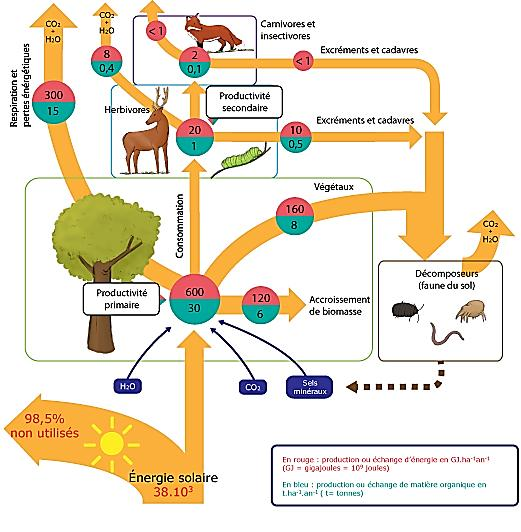 CO₂
+
H₂O
CO₂
+
H₂O
< 1
Carnivores et
insectivores
Respiration et
pertes énergétiques
8
0,4
2
0,1
< 1
Excréments et cadavres
300
15
Herbivores
Productivité
secondaire
20
1
10
0,5
Excréments et cadavres
Consommation
Végétaux
160
8
CO₂
+
H₂O
Décomposeurs
(faune du sol)
Productivité
primaire
600
30
120
6
Accroissement
de biomasse
H₂O
CO₂
Sels
minéraux
98,5%
non utilisés
Énergie solaire
38.10³
En rouge : production ou échange d'énergie en GJ.ha⁻¹an⁻¹
(GJ = gigajoules = 10⁹ joules)
En bleu : production ou échange de matière organique en
t.ha⁻¹.an⁻¹ ( t= tonnes)